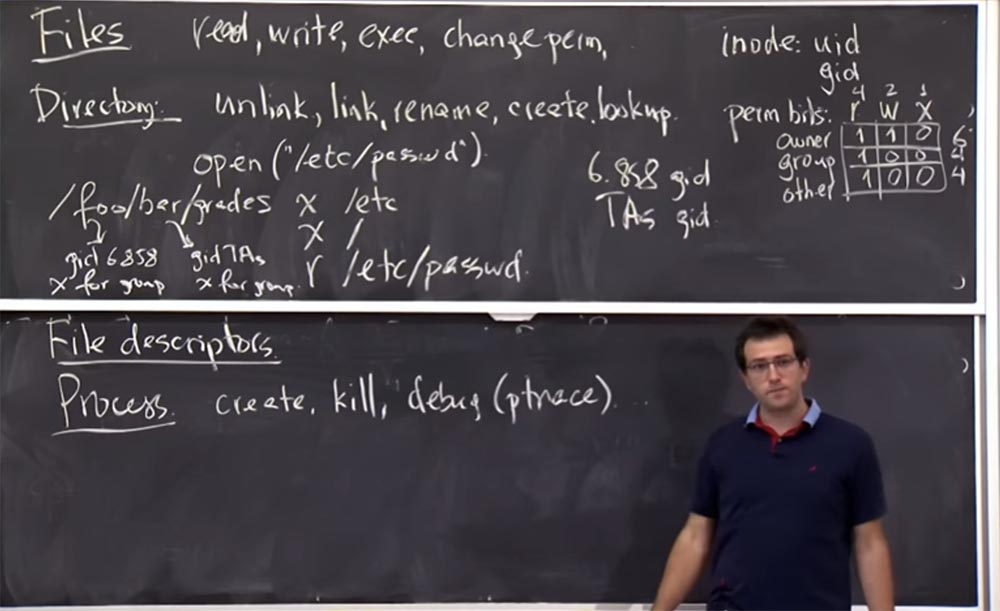 Files read, write, exec, change perm,
Directory: unlink, link, rename, create, lookup.
open ("/etc/passwd").
/foo/bar/grades x /etc
x /
gid 6858 gid TAs r /etc/passwd.
x for group x for group.
6.858 gid
TAs gid.
inode: uid
gid
4 2 1
perm bits: r w x
owner 1 1 0 6
group 1 0 0 4
other 1 0 0 4
File descriptors.
Process. create, kill, debug (ptrace). ...